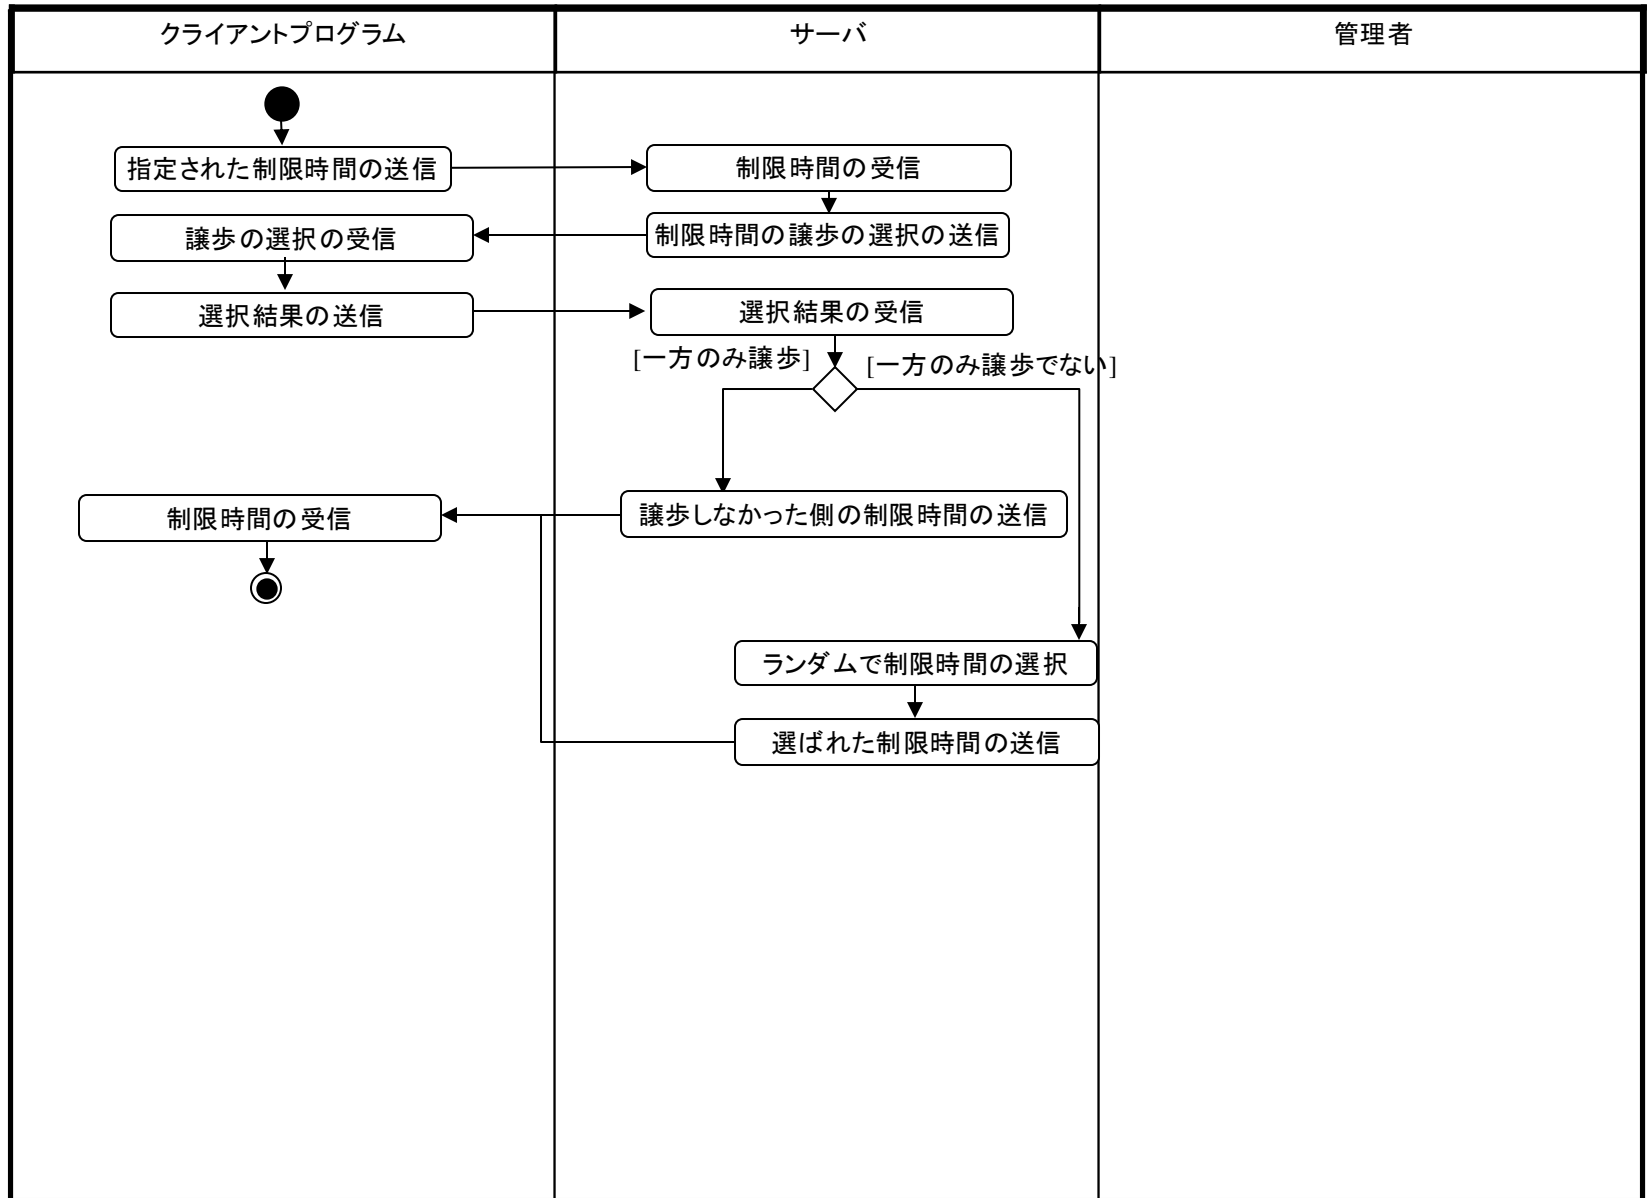 クライアントプログラム
サーバ
管理者
指定された制限時間の送信
制限時間の受信
譲歩の選択の受信
制限時間の譲歩の選択の送信
選択結果の送信
選択結果の受信
[一方のみ譲歩]
[一方のみ譲歩でない]
制限時間の受信
譲歩しなかった側の制限時間の送信
ランダムで制限時間の選択
選ばれた制限時間の送信